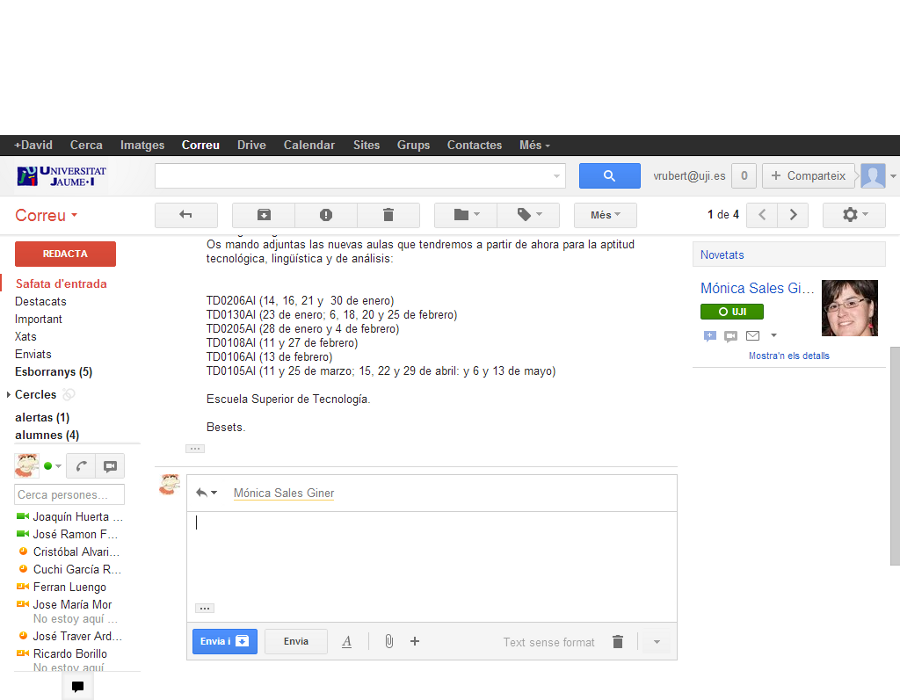 +David Cerca Imatges Correu Drive Calendar Sites Grups Contactes Més
UNIVERSITAT JAUME·I
vrubert@uji.es 0 + Comparteix
Correu
Més
1 de 4
REDACTA
Safata d'entrada
Destacats
Important
Xats
Enviats
Esborranys (5)
Cercles
alertas (1)
alumnes (4)
Cerca persones...
Joaquín Huerta ...
José Ramon F...
Cristóbal Alvari...
Cuchi García R...
Ferran Luengo
Jose María Mor
No estoy aquí ...
José Traver Ard...
Ricardo Borillo
No estoy aquí
Os mando adjuntas las nuevas aulas que tendremos a partir de ahora para la aptitud
tecnológica, lingüística y de análisis:
TD0206AI (14, 16, 21 y 30 de enero)
TD0130AI (23 de enero; 6, 18, 20 y 25 de febrero)
TD0205AI (28 de enero y 4 de febrero)
TD0108AI (11 y 27 de febrero)
TD0106AI (13 de febrero)
TD0105AI (11 y 25 de marzo; 15, 22 y 29 de abril: y 6 y 13 de mayo)
Escuela Superior de Tecnología.
Besets.
...
Mónica Sales Giner
...
Envia i
Envia
A
+
Text sense format
Novetats
Mónica Sales Gi...
UJI
Mostra'n els detalls